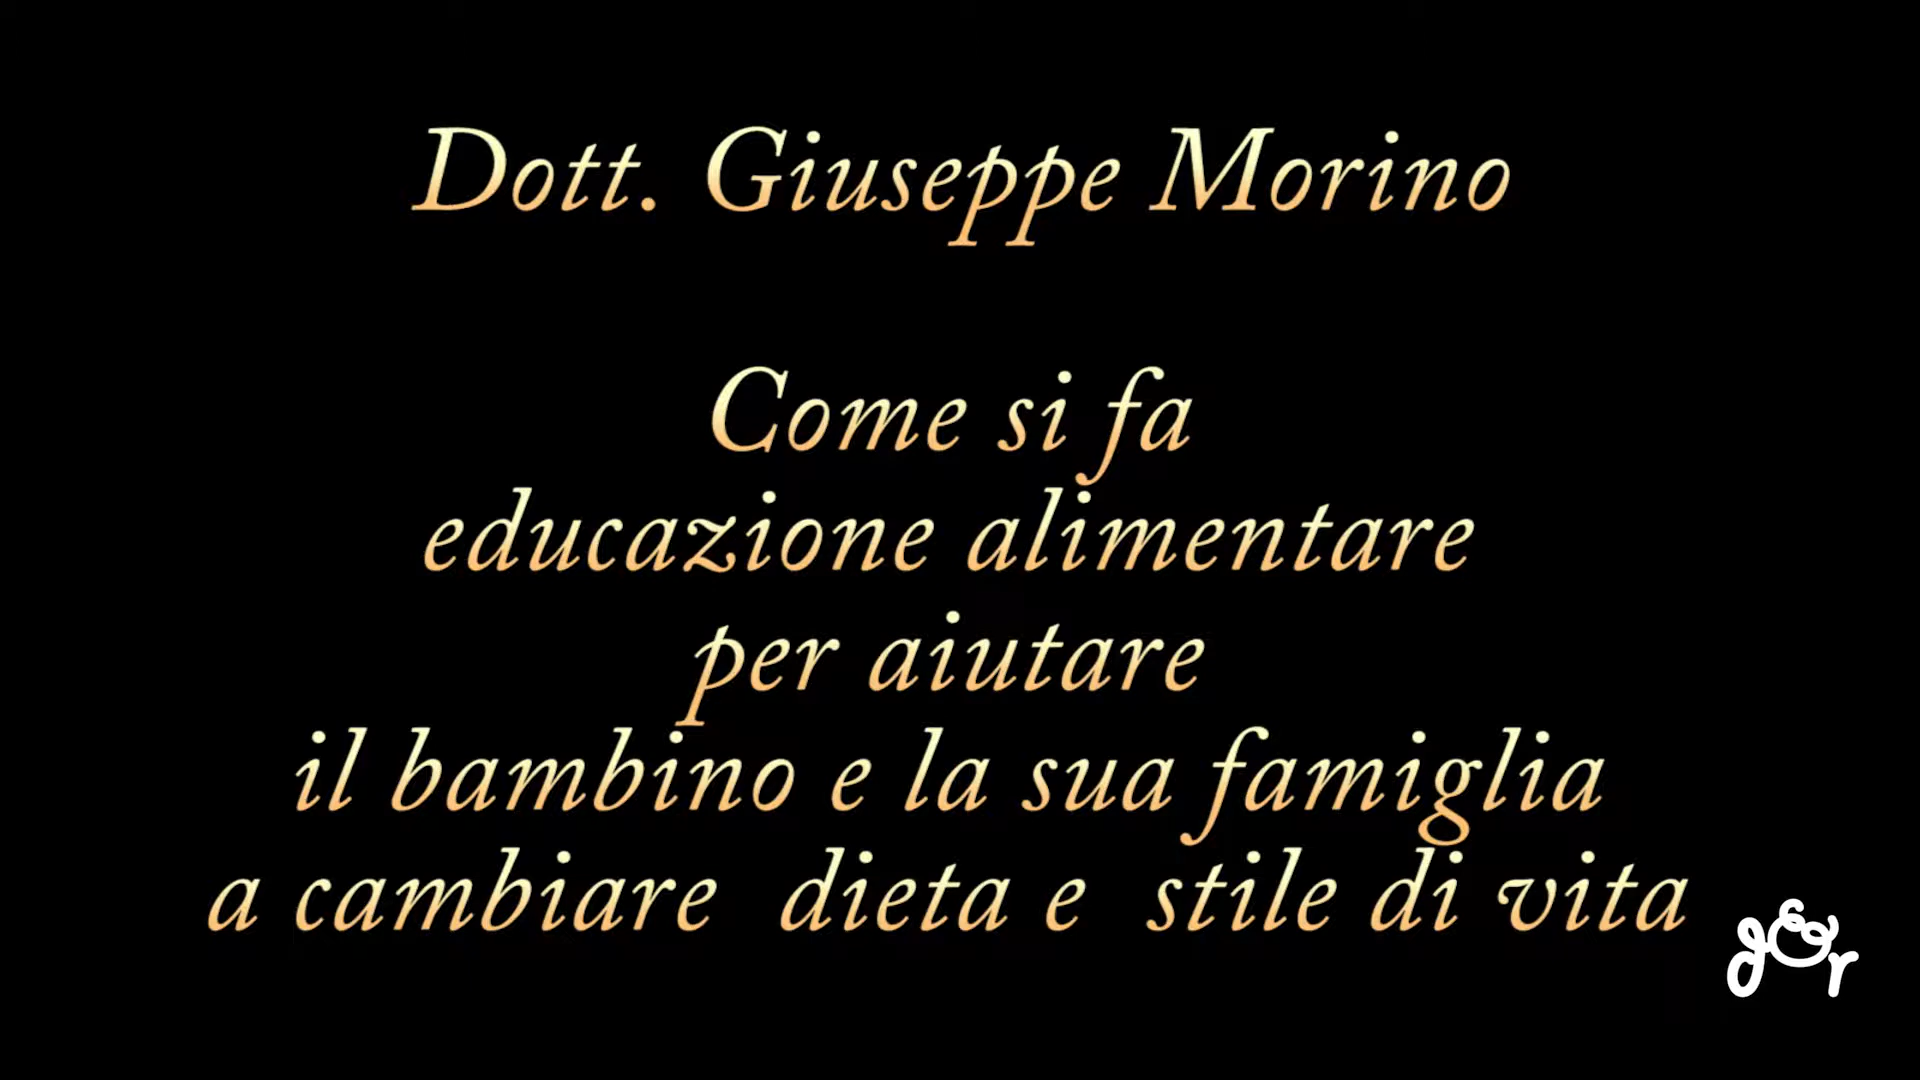 Dott. Giuseppe Morino
Come si fa
educazione alimentare
per aiutare
il bambino e la sua famiglia
a cambiare dieta e stile di vita
g&r